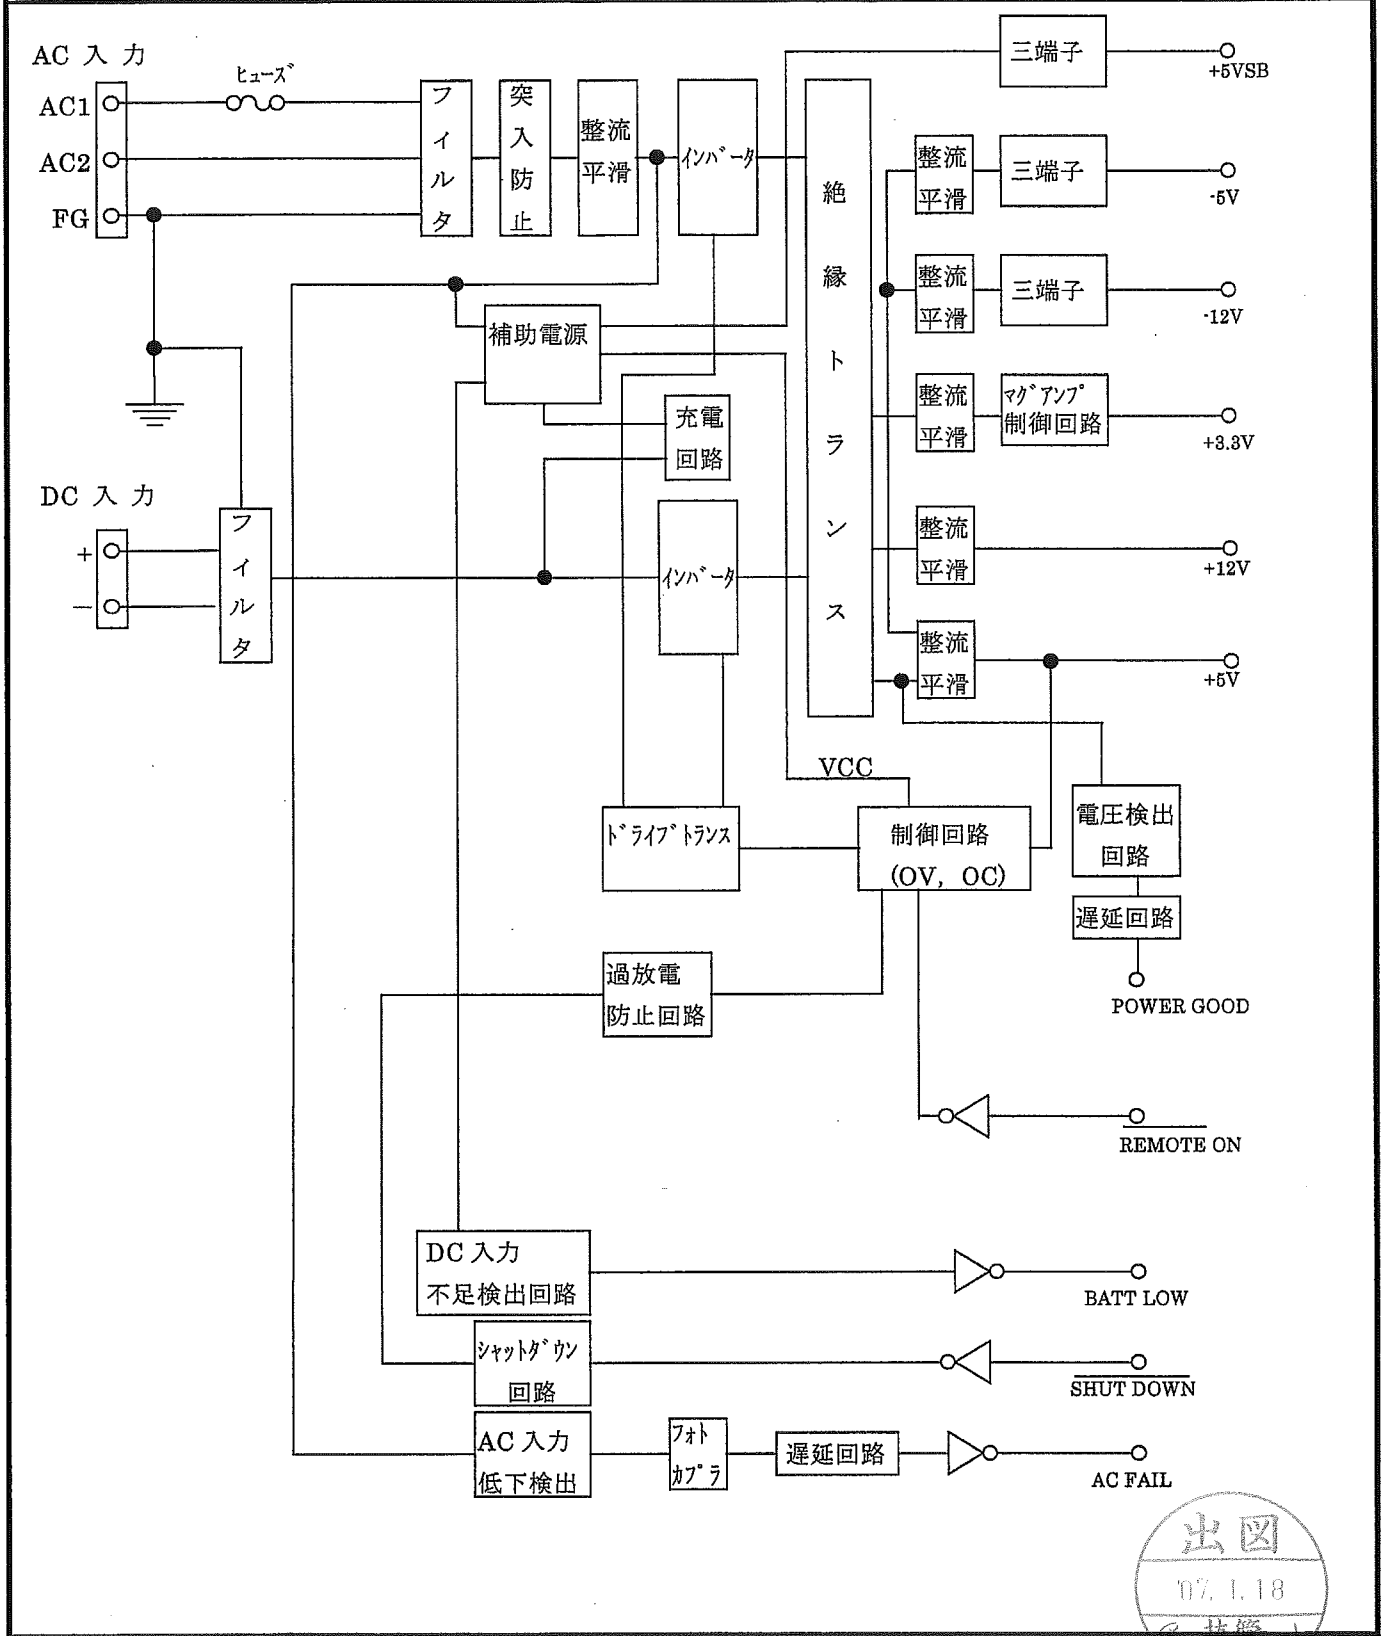 AC 入力
ヒューズ
AC1
AC2
FG
フィルタ
突入防止
整流
平滑
インバータ
絶縁トランス
三端子
+5VSB
整流
平滑
三端子
-5V
整流
平滑
三端子
-12V
補助電源
充電
回路
整流
平滑
マグアンプ
制御回路
+3.3V
DC 入力
+
—
フィルタ
インバータ
整流
平滑
+12V
整流
平滑
+5V
VCC
ドライブトランス
制御回路
(OV, OC)
電圧検出
回路
遅延回路
POWER GOOD
過放電
防止回路
REMOTE ON
DC 入力
不足検出回路
BATT LOW
シャットダウン
回路
SHUT DOWN
AC 入力
低下検出
フォト
カプラ
遅延回路
AC FAIL
出図
'07. 1. 18